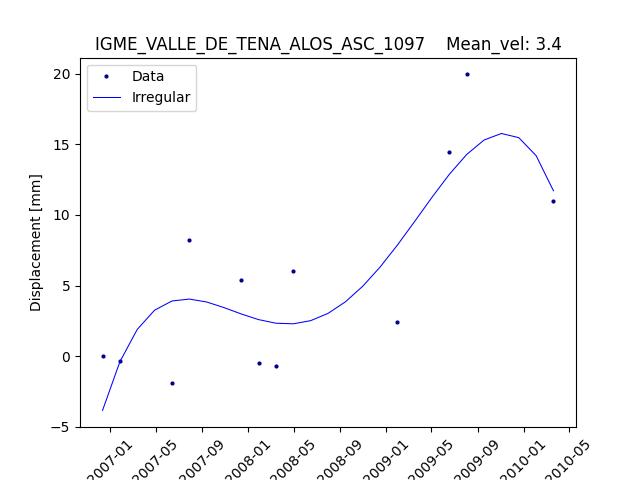 IGME_VALLE_DE_TENA_ALOS_ASC_1097    Mean_vel: 3.4
Data
Irregular
Displacement [mm]
20
15
10
5
0
−5
2007-01 2007-05 2007-09 2008-01 2008-05 2008-09 2009-01 2009-05 2009-09 2010-01 2010-05